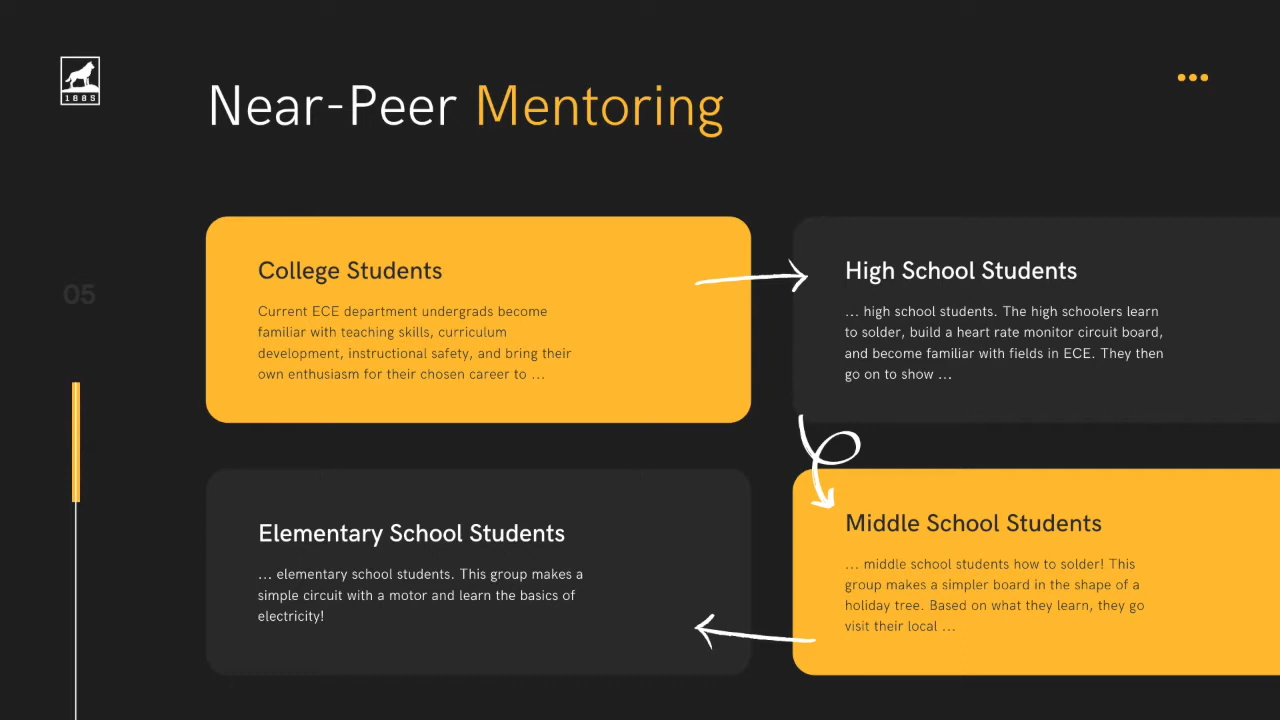 1885
Near-Peer Mentoring
05
College Students
Current ECE department undergrads become
familiar with teaching skills, curriculum
development, instructional safety, and bring their
own enthusiasm for their chosen career to ...
High School Students
... high school students. The high schoolers learn
to solder, build a heart rate monitor circuit board,
and become familiar with fields in ECE. They then
go on to show ...
Middle School Students
... middle school students how to solder! This
group makes a simpler board in the shape of a
holiday tree. Based on what they learn, they go
visit their local ...
Elementary School Students
... elementary school students. This group makes a
simple circuit with a motor and learn the basics of
electricity!